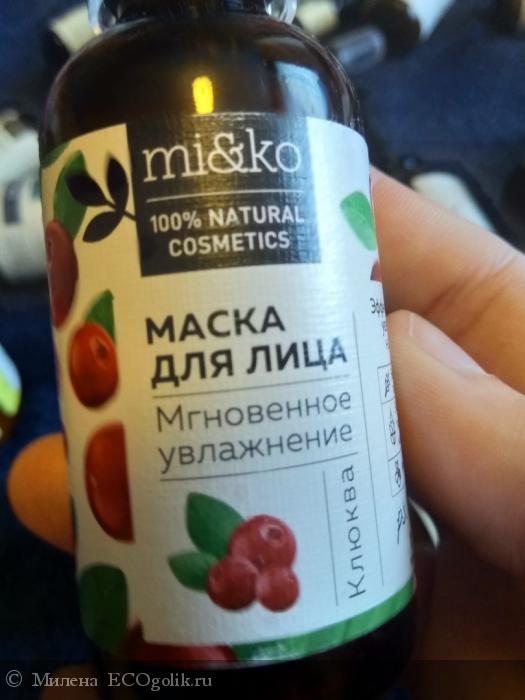 mi&ko
100% NATURAL
COSMETICS
МАСКА
ДЛЯ ЛИЦА
Мгновенное
увлажнение
Клюква
© Милена ECOgolik.ru